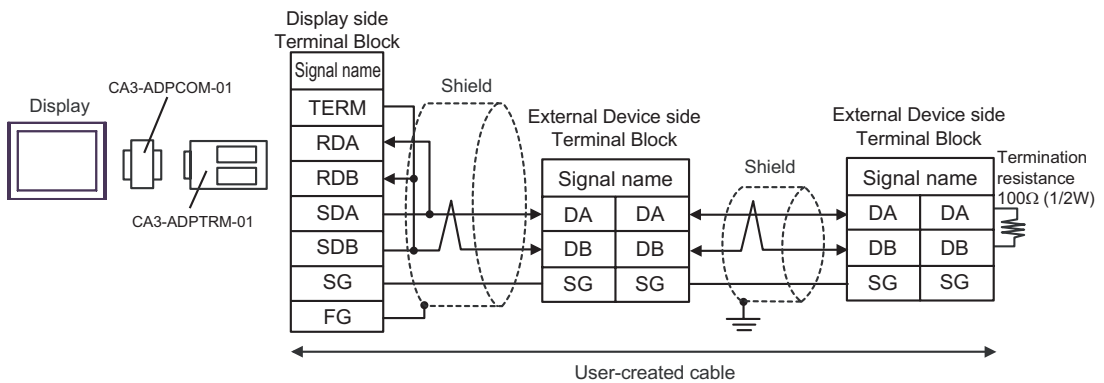 Display side
Terminal Block
Signal name
TERM
RDA
RDB
SDA
SDB
SG
FG
Display
CA3-ADPCOM-01
CA3-ADPTRM-01
Shield
External Device side
Terminal Block
Signal name
DA DA
DB DB
SG SG
Shield
External Device side
Terminal Block
Signal name
DA DA
DB DB
SG SG
Termination
resistance
100Ω (1/2W)
User-created cable